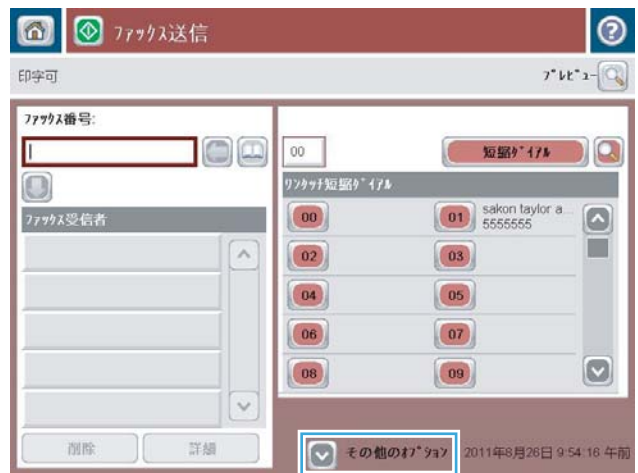 ファックス送信
印字可
プレビュー
ファックス番号:
00
短縮ダイアル
ワンタッチ短縮ダイアル
ファックス受信者
00
01 sakon taylor a...
5555555
02
03
04
05
06
07
08
09
削除
詳細
その他のオプション
2011年8月26日 9:54:16 午前